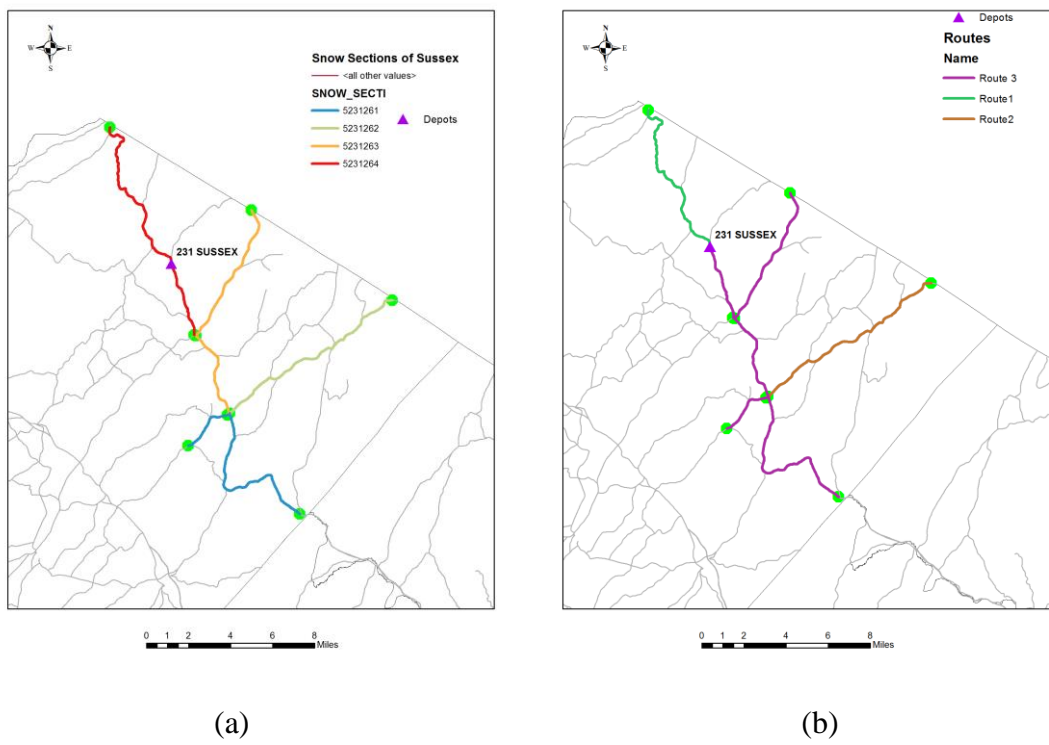 N
W E
S
Snow Sections of Sussex
<all other values>
SNOW_SECTI
5231261
5231262
5231263
5231264
Depots
231 SUSSEX
0 1 2 4 6 8
Miles
(a)
N
W E
S
Depots
Routes
Name
Route 3
Route1
Route2
231 SUSSEX
0 1 2 4 6 8
Miles
(b)